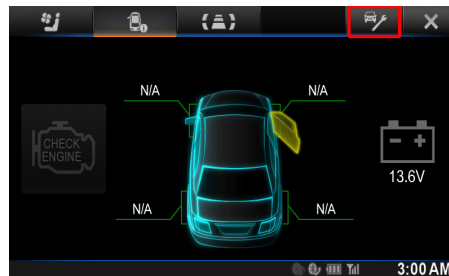 N/A
N/A
CHECK
ENGINE
13.6V
N/A
N/A
3:00 AM